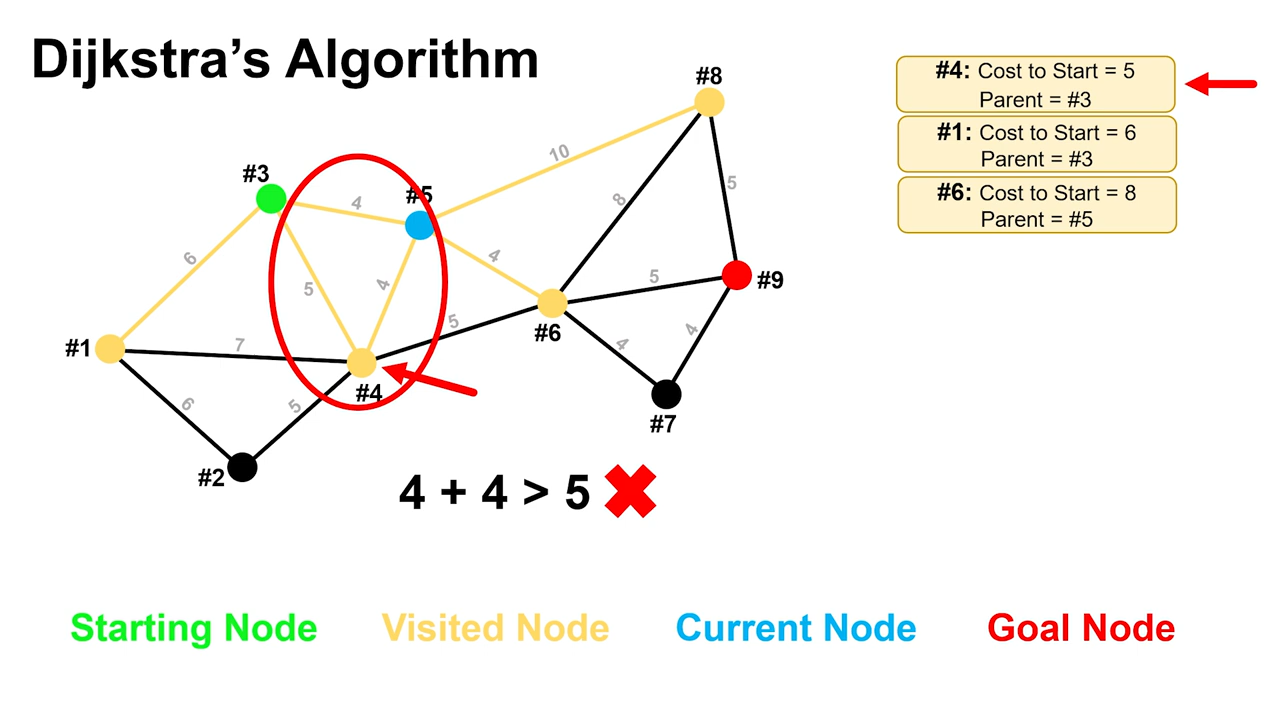 Dijkstra's Algorithm
#4: Cost to Start = 5
Parent = #3
#1: Cost to Start = 6
Parent = #3
#6: Cost to Start = 8
Parent = #5
#8
10
#3
4
#5
8
5
6
5
4
4
5
#9
5
#6
#1
7
4
4
#4
6
5
#7
#2
4 + 4 > 5
Starting Node
Visited Node
Current Node
Goal Node